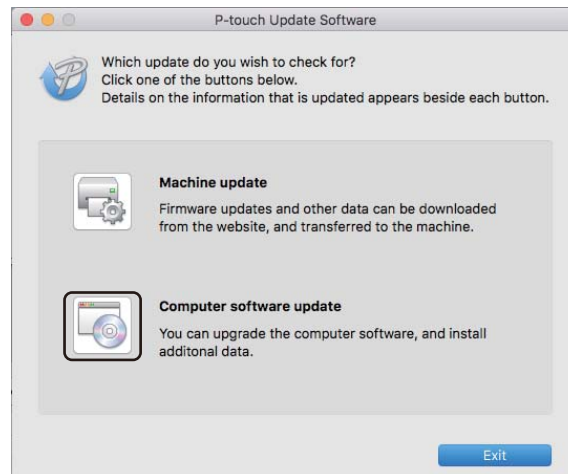 P-touch Update Software
Which update do you wish to check for?
Click one of the buttons below.
Details on the information that is updated appears beside each button.
Machine update
Firmware updates and other data can be downloaded
from the website, and transferred to the machine.
Computer software update
You can upgrade the computer software, and install
additonal data.
Exit